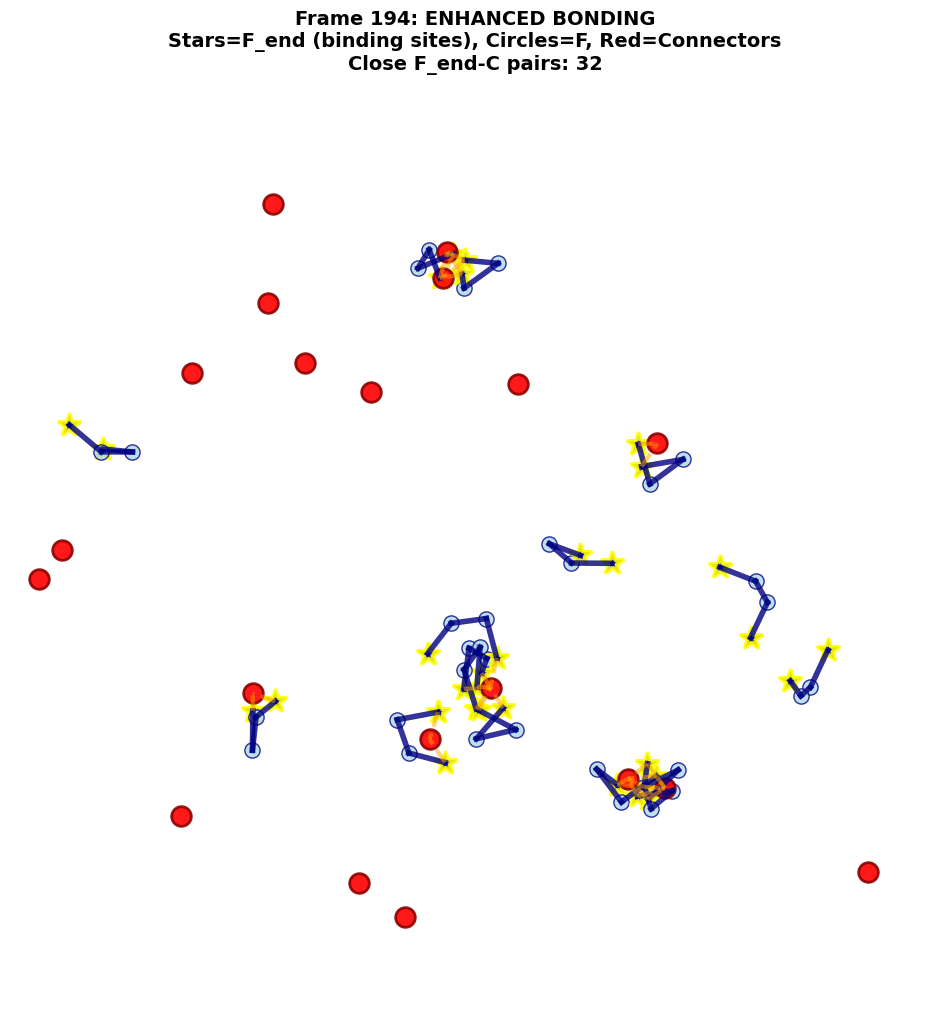 Frame 194: ENHANCED BONDING
Stars=F_end (binding sites), Circles=F, Red=Connectors
Close F_end-C pairs: 32